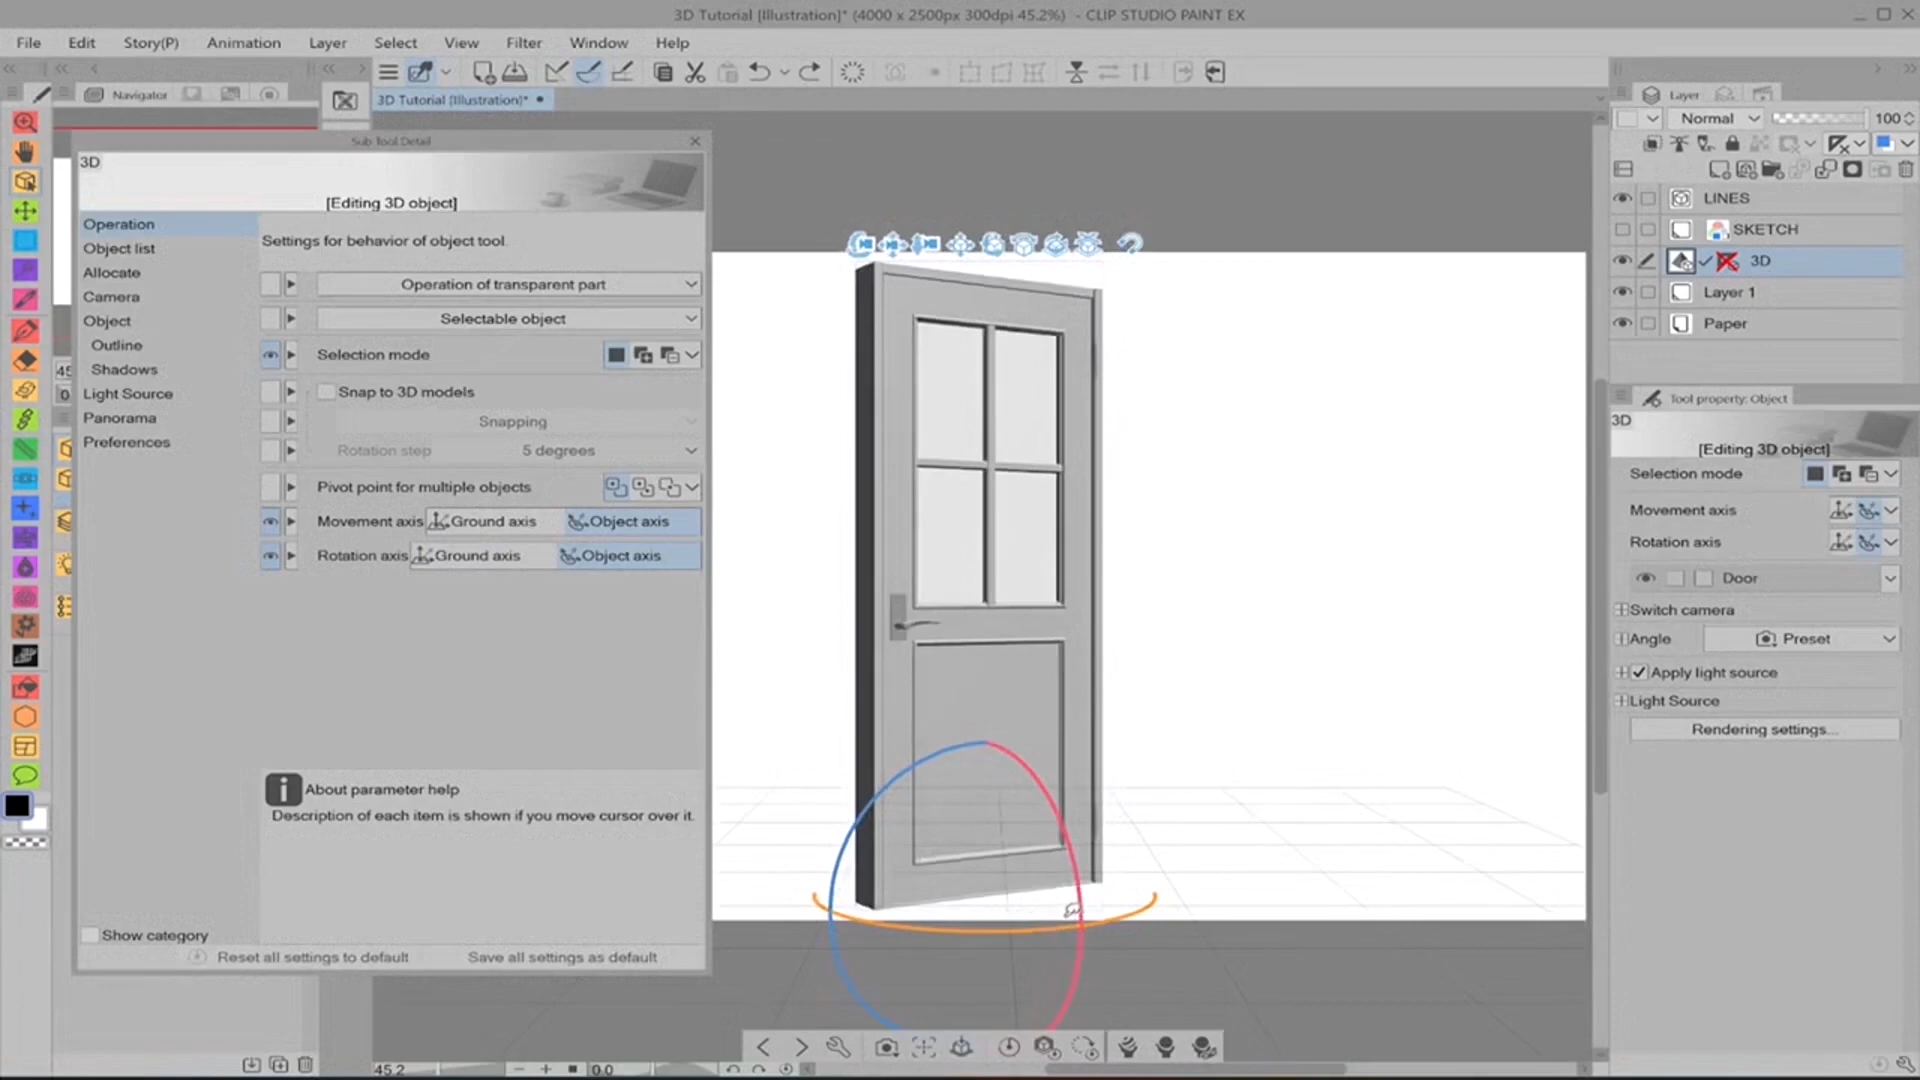 3D Tutorial [Illustration]* (4000 x 2500px 300dpi 45.2%) - CLIP STUDIO PAINT EX
File Edit Story(P) Animation Layer Select View Filter Window Help
Navigator
3D Tutorial [Illustration]*
Sub Tool Detail
3D
[Editing 3D object]
Operation
Object list
Allocate
Camera
Object
Outline
Shadows
Light Source
Panorama
Preferences
Settings for behavior of object tool.
Operation of transparent part
Selectable object
Selection mode
Snap to 3D models
Snapping
Rotation step 5 degrees
Pivot point for multiple objects
Movement axis Ground axis Object axis
Rotation axis Ground axis Object axis
About parameter help
Description of each item is shown if you move cursor over it.
Show category
Reset all settings to default Save all settings as default
45
0
45.2 0.0
Layer
Normal 100
LINES
SKETCH
3D
Layer 1
Paper
Tool property: Object
3D
[Editing 3D object]
Selection mode
Movement axis
Rotation axis
Door
Switch camera
Angle Preset
Apply light source
Light Source
Rendering settings...